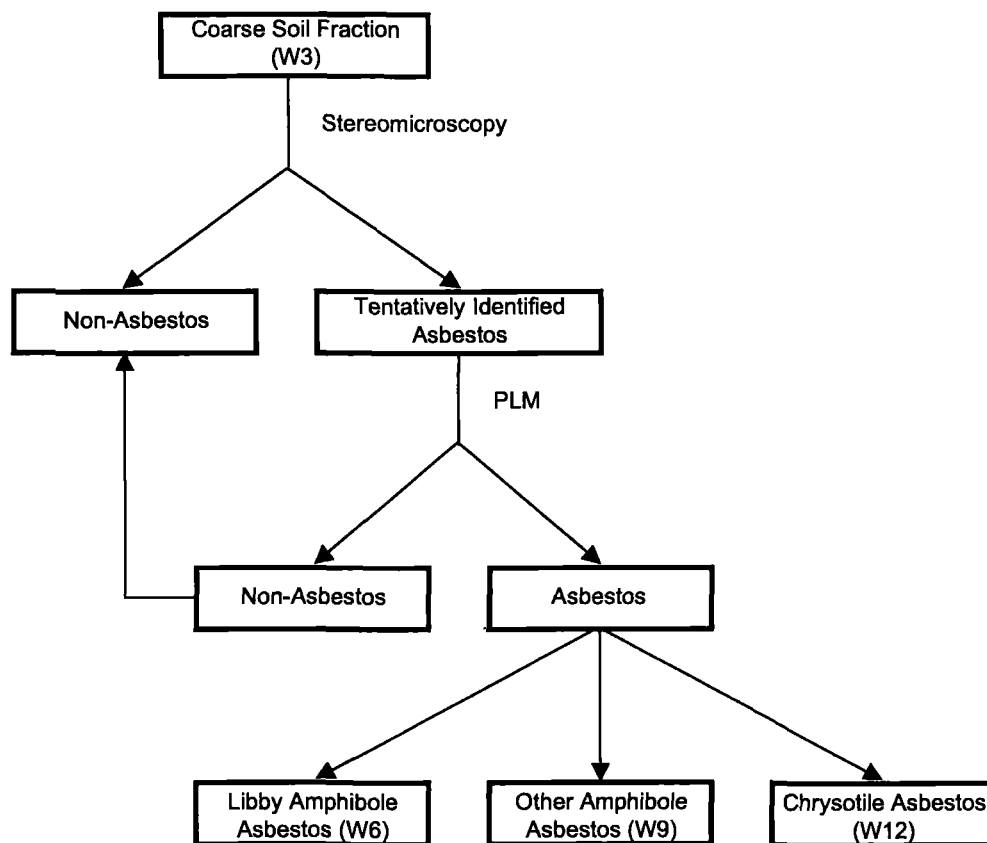 Coarse Soil Fraction
(W3)
Stereomicroscopy
Non-Asbestos
Tentatively Identified
Asbestos
PLM
Non-Asbestos
Asbestos
Libby Amphibole
Asbestos (W6)
Other Amphibole
Asbestos (W9)
Chrysotile Asbestos
(W12)